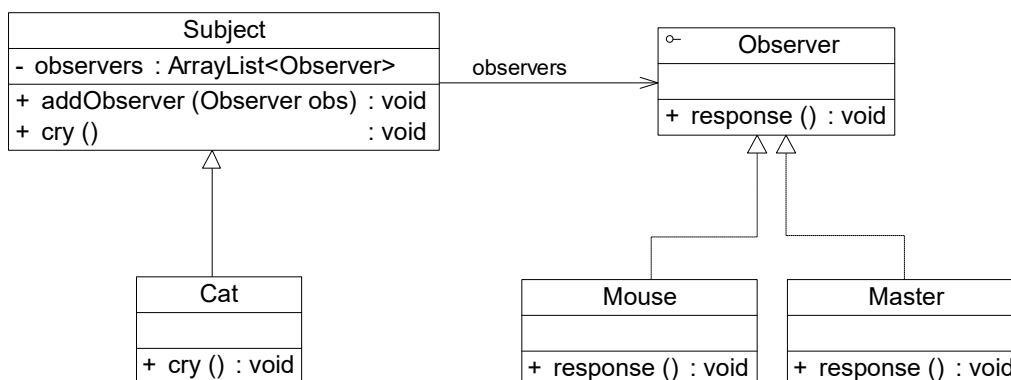 Subject
- observers : ArrayList<Observer>
+ addObserver (Observer obs) : void
+ cry () : void
observers
Observer
+ response () : void
Cat
+ cry () : void
Mouse
+ response () : void
Master
+ response () : void